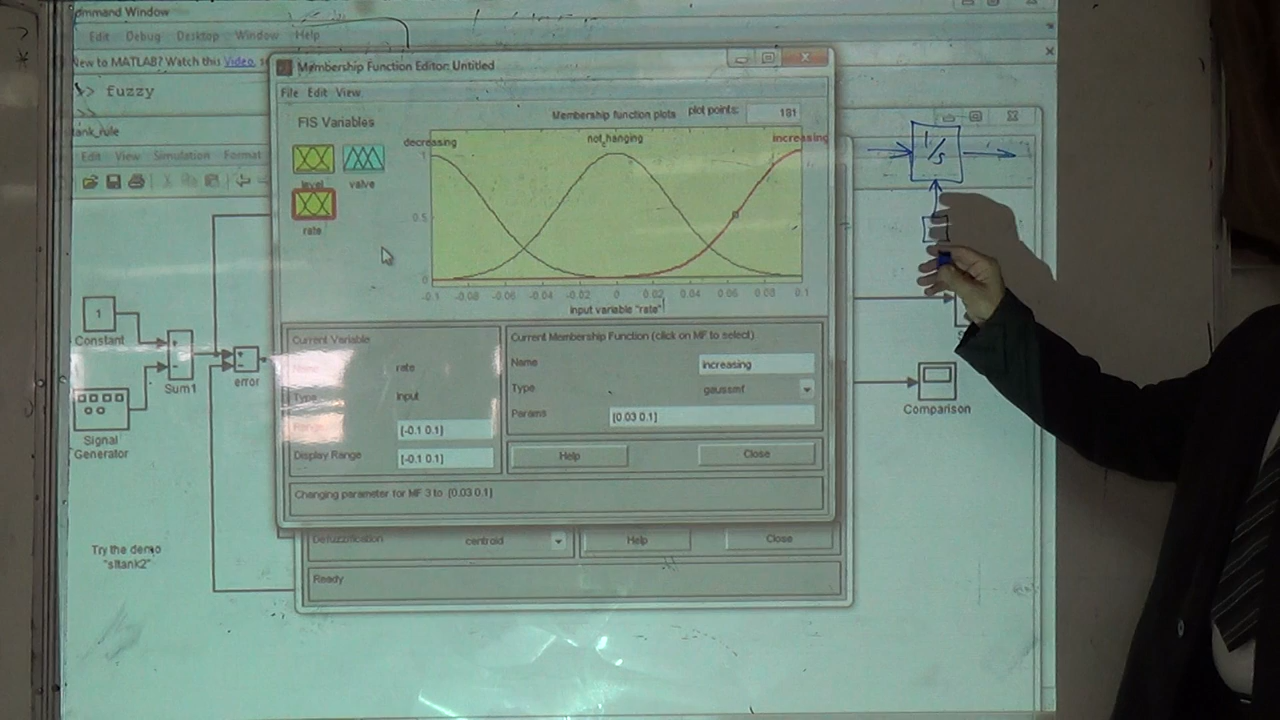 ommand Window
Edit Debug Desktop Window Help
New to MATLAB? Watch this Video, s
>> fuzzy
tank_rule
Edit View Simulation Format
Membership Function Editor: Untitled
File Edit View
FIS Variables
level
valve
rate
Membership function plots
plot points:
181
decreasing
not_hanging
increasing
1
0.5
0
-0.1 -0.08 -0.06 -0.04 -0.02 0 0.02 0.04 0.06 0.08 0.1
input variable "rate"
Current Variable
Name rate
Type input
Range [-0.1 0.1]
Display Range [-0.1 0.1]
Current Membership Function (click on MF to select)
Name increasing
Type gaussmf
Params [0.03 0.1]
Help
Close
Changing parameter for MF 3 to [0.03 0.1]
Defuzzification centroid
Help
Close
Ready
1
Constant
Signal
Generator
Sum1
error
Try the demo
"sltank2"
1/s
Comparison